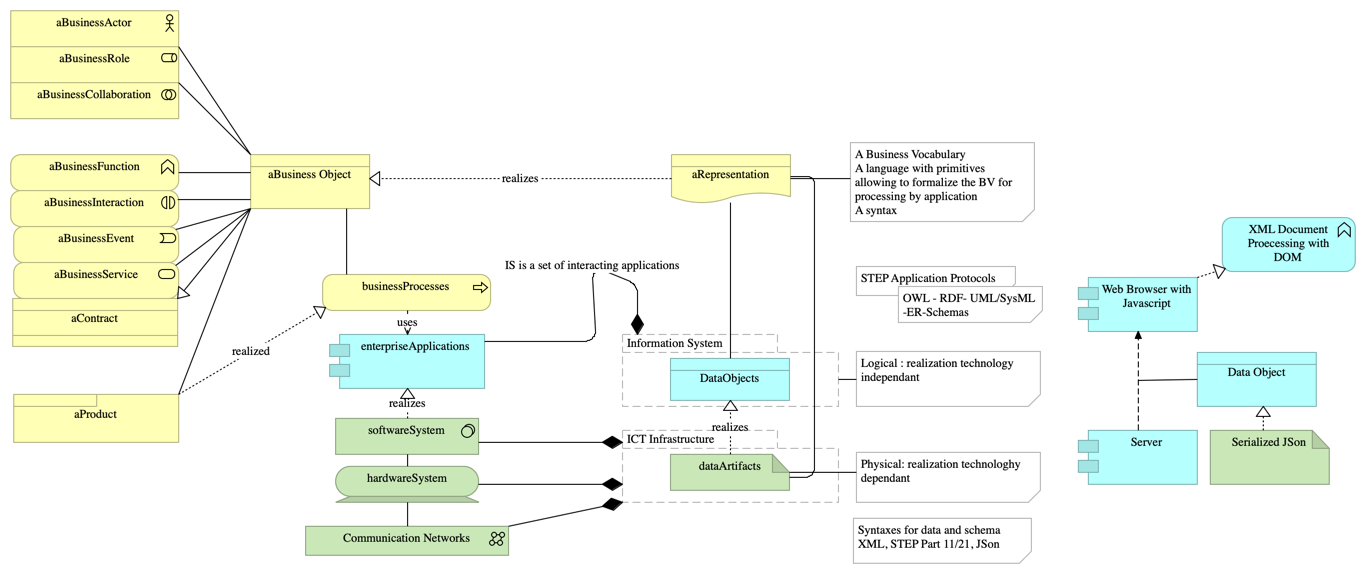 aBusinessActor
aBusinessRole
aBusinessCollaboration
aBusinessFunction
aBusinessInteraction
aBusinessEvent
aBusinessService
aContract
aProduct
realized
aBusiness Object
realizes
aRepresentation
businessProcesses
uses
enterpriseApplications
realizes
softwareSystem
hardwareSystem
Communication Networks
IS is a set of interacting applications
Information System
DataObjects
realizes
ICT Infrastructure
dataArtifacts
A Business Vocabulary
A language with primitives
allowing to formalize the BV for
processing by application
A syntax
STEP Application Protocols
OWL - RDF- UML/SysML
-ER-Schemas
Logical : realization technology
independant
Physical: realization technologhy
dependant
Syntaxes for data and schema
XML, STEP Part 11/21, JSon
XML Document
Proecessing with
DOM
Web Browser with
Javascript
Data Object
Server
Serialized JSon